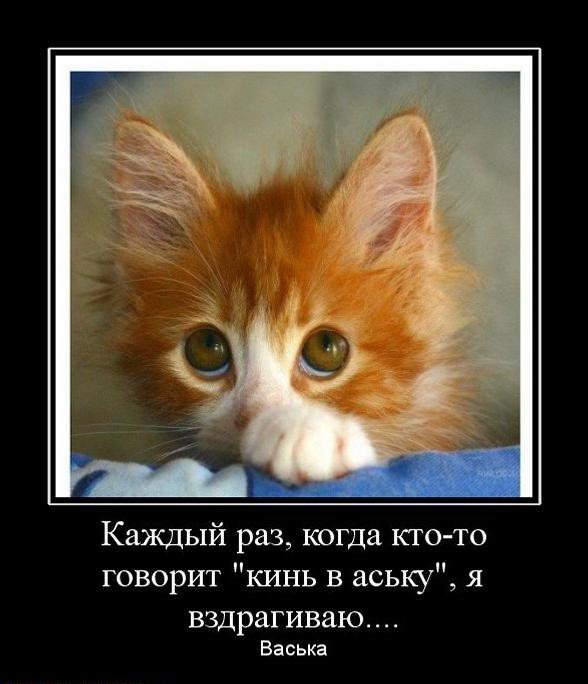 Каждый раз, когда кто-то
говорит "кинь в аську", я
вздрагиваю....
Васька